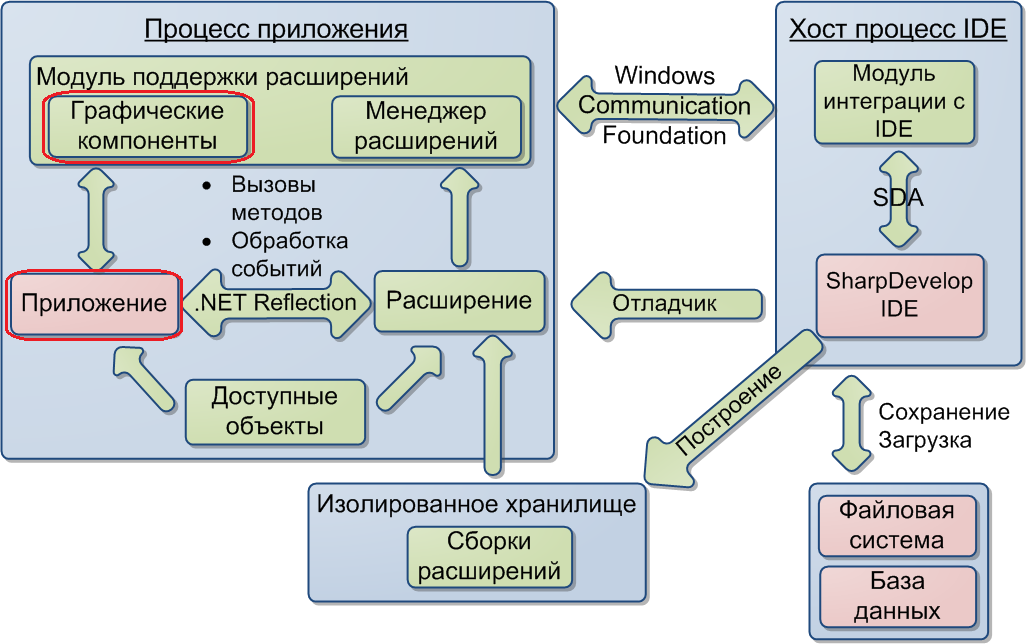 Процесс приложения
Модуль поддержки расширений
Графические
компоненты
Менеджер
расширений
Windows
Communication
Foundation
Хост процесс IDE
Модуль
интеграции с
IDE
SDA
SharpDevelop
IDE
• Вызовы
методов
• Обработка
событий
Приложение
.NET Reflection
Расширение
Отладчик
Доступные
объекты
Построение
Сохранение
Загрузка
Изолированное хранилище
Сборки
расширений
Файловая
система
База
данных